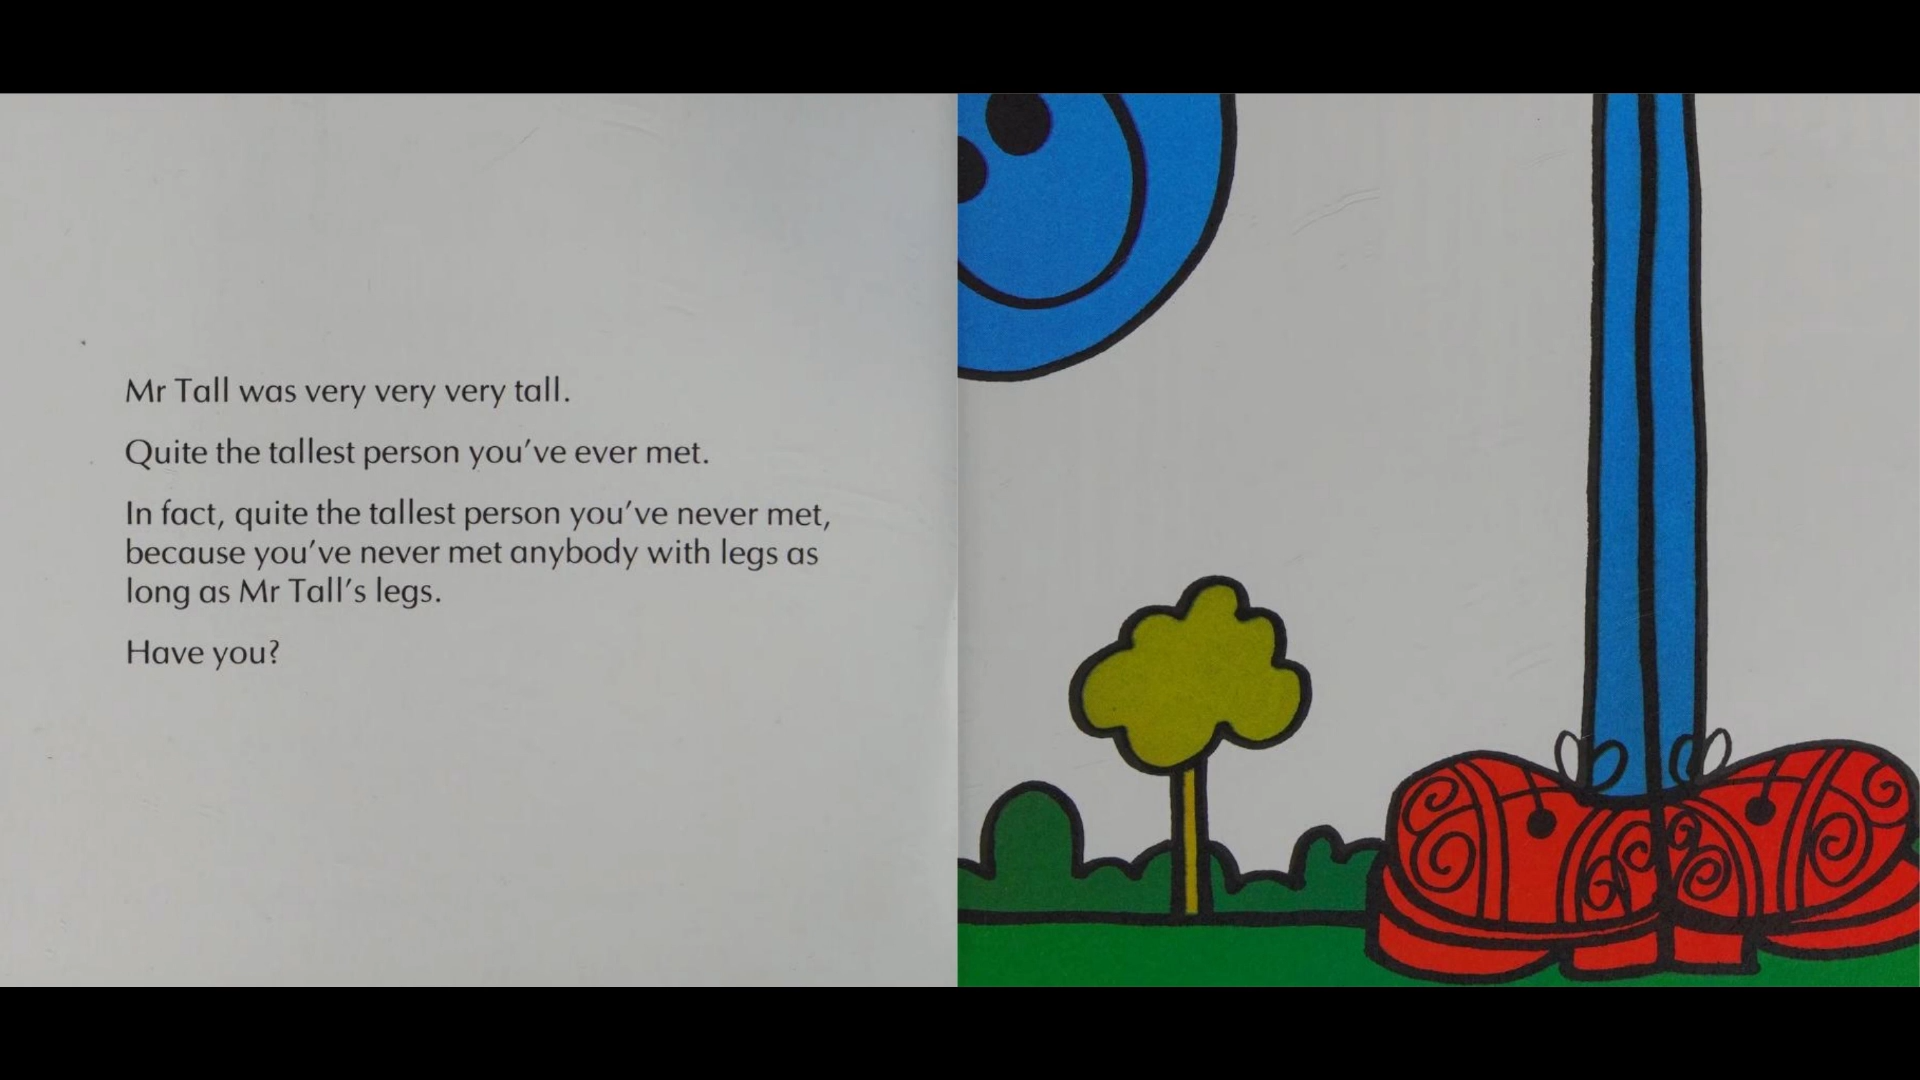 Mr Tall was very very very tall.
Quite the tallest person you've ever met.
In fact, quite the tallest person you've never met,
because you've never met anybody with legs as
long as Mr Tall's legs.
Have you?